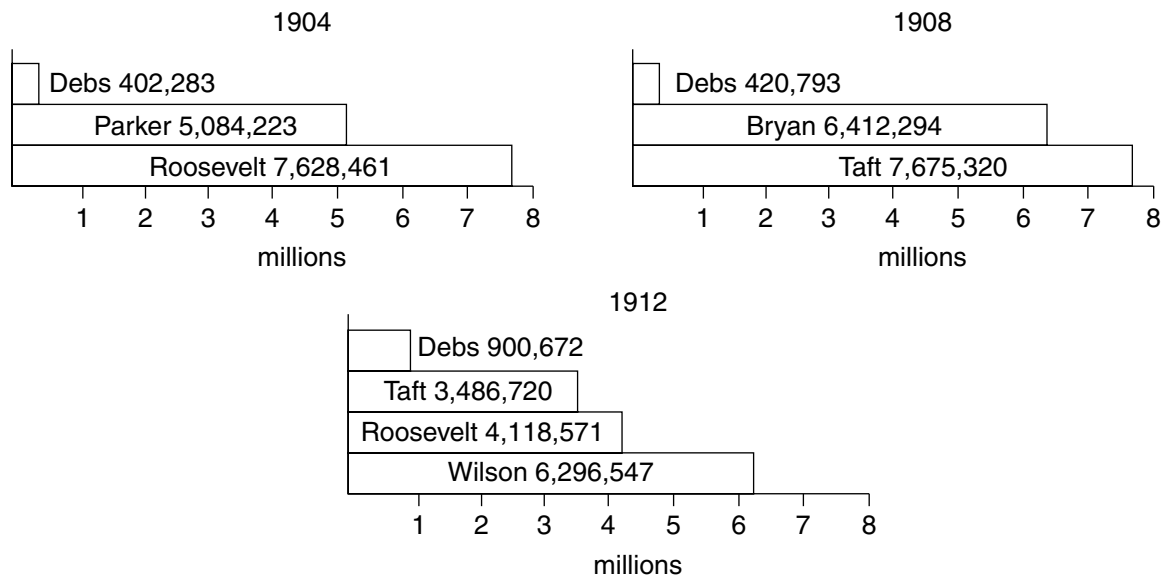 1904
Debs 402,283
Parker 5,084,223
Roosevelt 7,628,461
1 2 3 4 5 6 7 8
millions
1908
Debs 420,793
Bryan 6,412,294
Taft 7,675,320
1 2 3 4 5 6 7 8
millions
1912
Debs 900,672
Taft 3,486,720
Roosevelt 4,118,571
Wilson 6,296,547
1 2 3 4 5 6 7 8
millions